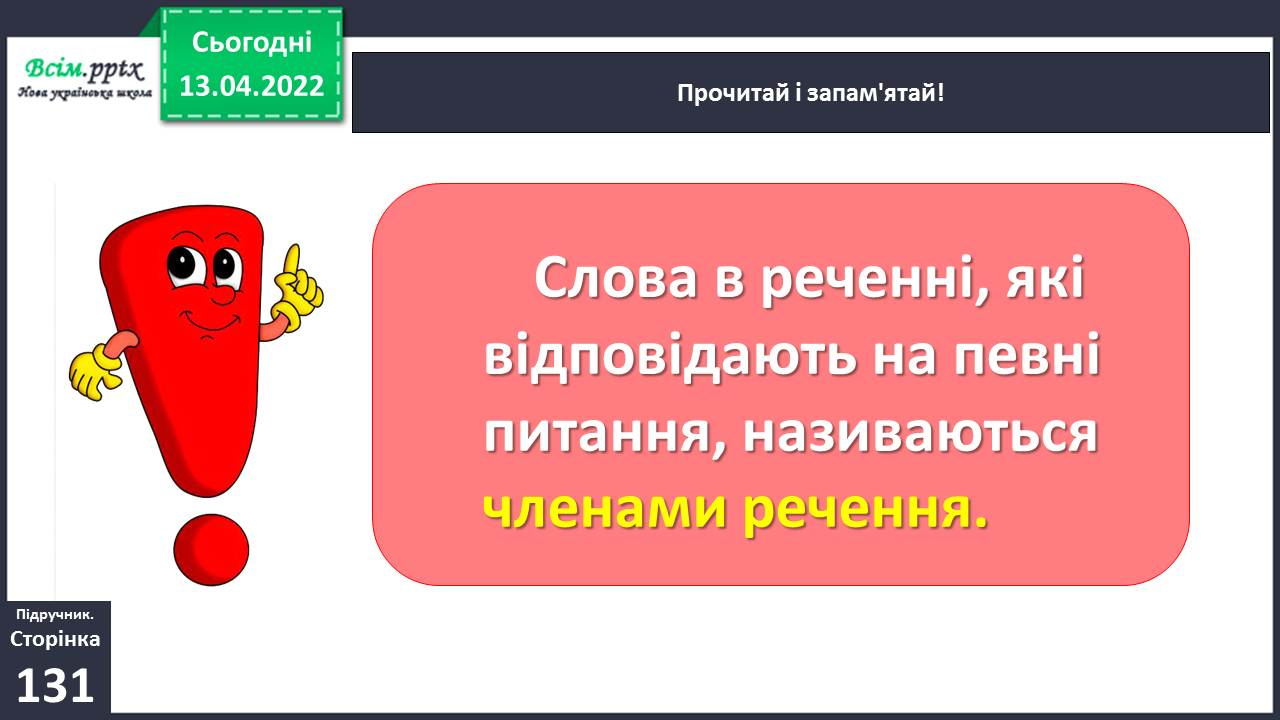 Всім.pptx
Нова українська школа
Сьогодні
13.04.2022
Прочитай і запам'ятай!
Слова в реченні, які
відповідають на певні
питання, називаються
членами речення.
Підручник.
Сторінка
131